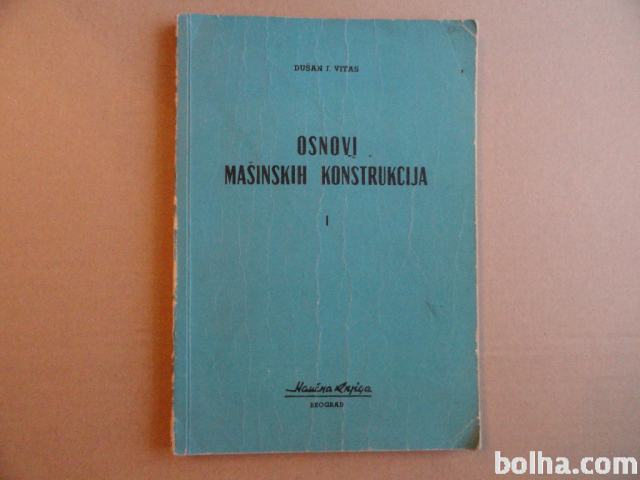 DUŠAN J. VITAS
OSNOVI
MAŠINSKIH KONSTRUKCIJA
I
Naučna knjiga
BEOGRAD
bolha.com